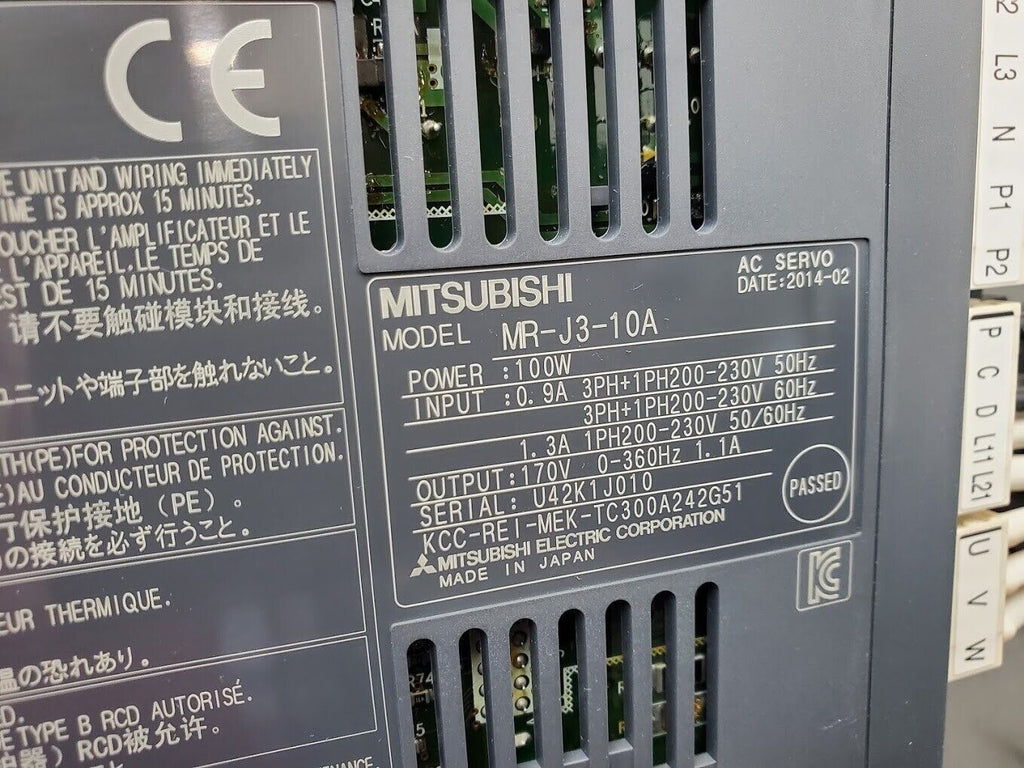 CE
E UNIT AND WIRING IMMEDIATELY
IME IS APPROX 15 MINUTES.
OUCHER L'AMPLIFICATEUR ET LE
L'APPAREIL.LE TEMPS DE
EST DE 15 MINUTES.
请不要触碰模块和接线。
ユニットや端子部を触れないこと。
TH(PE)FOR PROTECTION AGAINST.
)AU CONDUCTEUR DE PROTECTION.
行保护接地 (PE) 。
の接続を必ず行うこと。
EUR THERMIQUE.
温の恐れあり。
D.
E TYPE B RCD AUTORISÉ.
器) RCD被允许。
こと
MITSUBISHI
AC SERVO
DATE:2014-02
MODEL MR-J3-10A
POWER :100W
INPUT :0.9A 3PH+1PH200-230V 50Hz
3PH+1PH200-230V 60Hz
1.3A 1PH200-230V 50/60Hz
OUTPUT:170V 0-360Hz 1.1A
SERIAL: U42K1J010
KCC-REI-MEK-TC300A242G51
MITSUBISHI ELECTRIC CORPORATION
MADE IN JAPAN
PASSED
L3 N P1 P2
P C D L11 L21
U V W